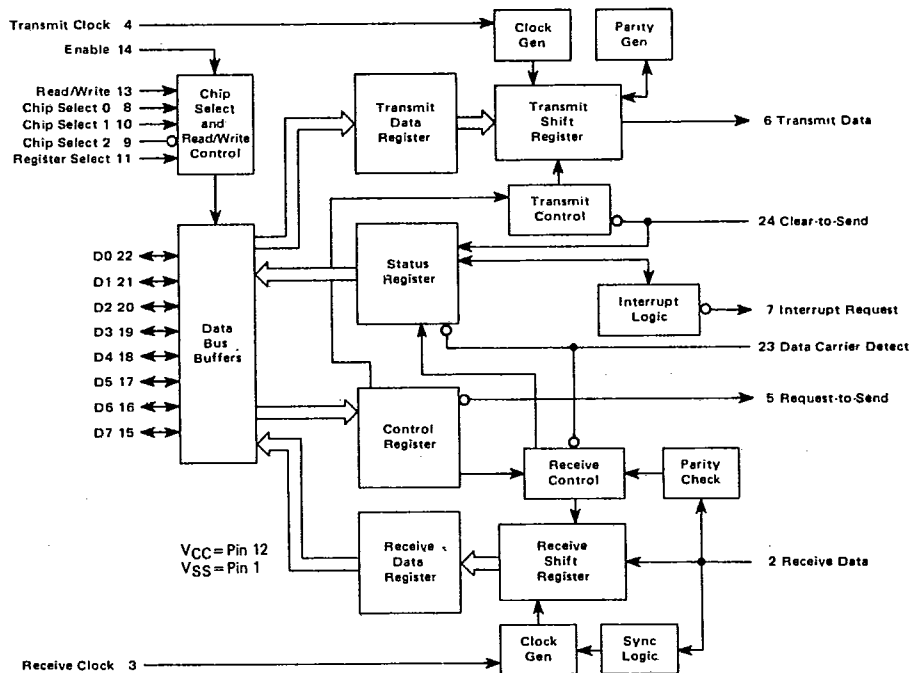 Transmit Clock 4
Clock
Gen
Parity
Gen
Enable 14
Read/Write 13
Chip Select 0 8
Chip Select 1 10
Chip Select 2 9
Register Select 11
Chip
Select
and
Read/Write
Control
Transmit
Data
Register
Transmit
Shift
Register
6 Transmit Data
Transmit
Control
24 Clear-to-Send
D0 22
D1 21
D2 20
D3 19
D4 18
D5 17
D6 16
D7 15
Data
Bus
Buffers
Status
Register
Interrupt
Logic
7 Interrupt Request
23 Data Carrier Detect
5 Request-to-Send
Control
Register
Receive
Control
Parity
Check
VCC = Pin 12
VSS = Pin 1
Receive
Data
Register
Receive
Shift
Register
2 Receive Data
Clock
Gen
Sync
Logic
Receive Clock 3